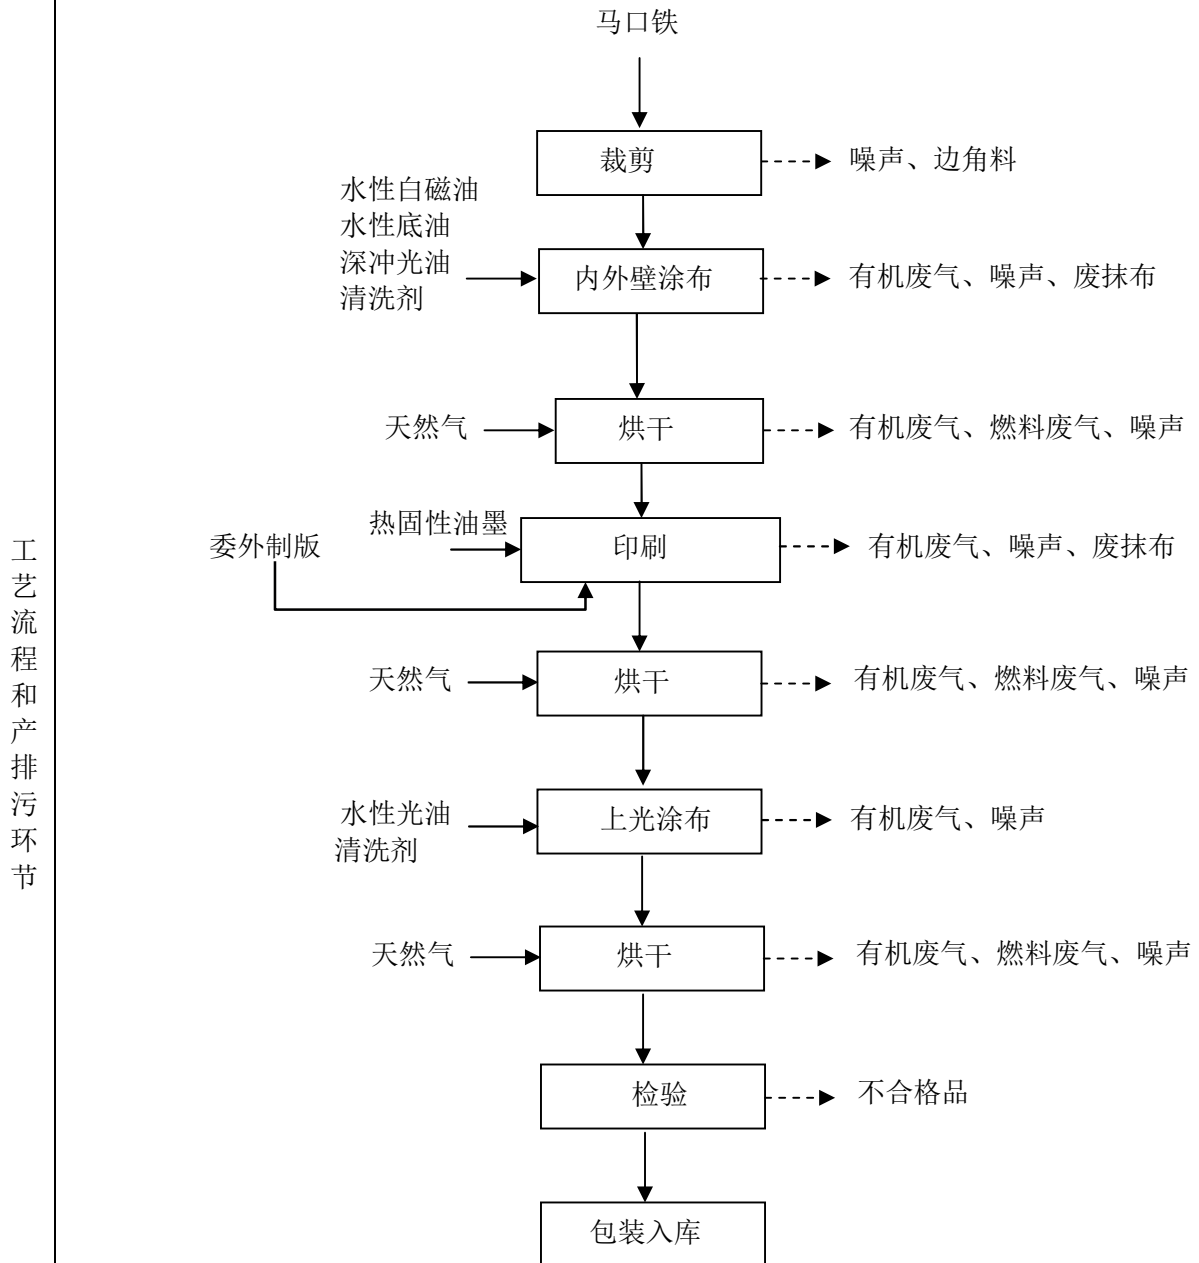 马口铁
裁剪
噪声、边角料
水性白磁油
水性底油
深冲光油
清洗剂
内外壁涂布
有机废气、噪声、废抹布
天然气
烘干
有机废气、燃料废气、噪声
委外制版
热固性油墨
印刷
有机废气、噪声、废抹布
天然气
烘干
有机废气、燃料废气、噪声
水性光油
清洗剂
上光涂布
有机废气、噪声
天然气
烘干
有机废气、燃料废气、噪声
检验
不合格品
包装入库
工艺流程和产排污环节